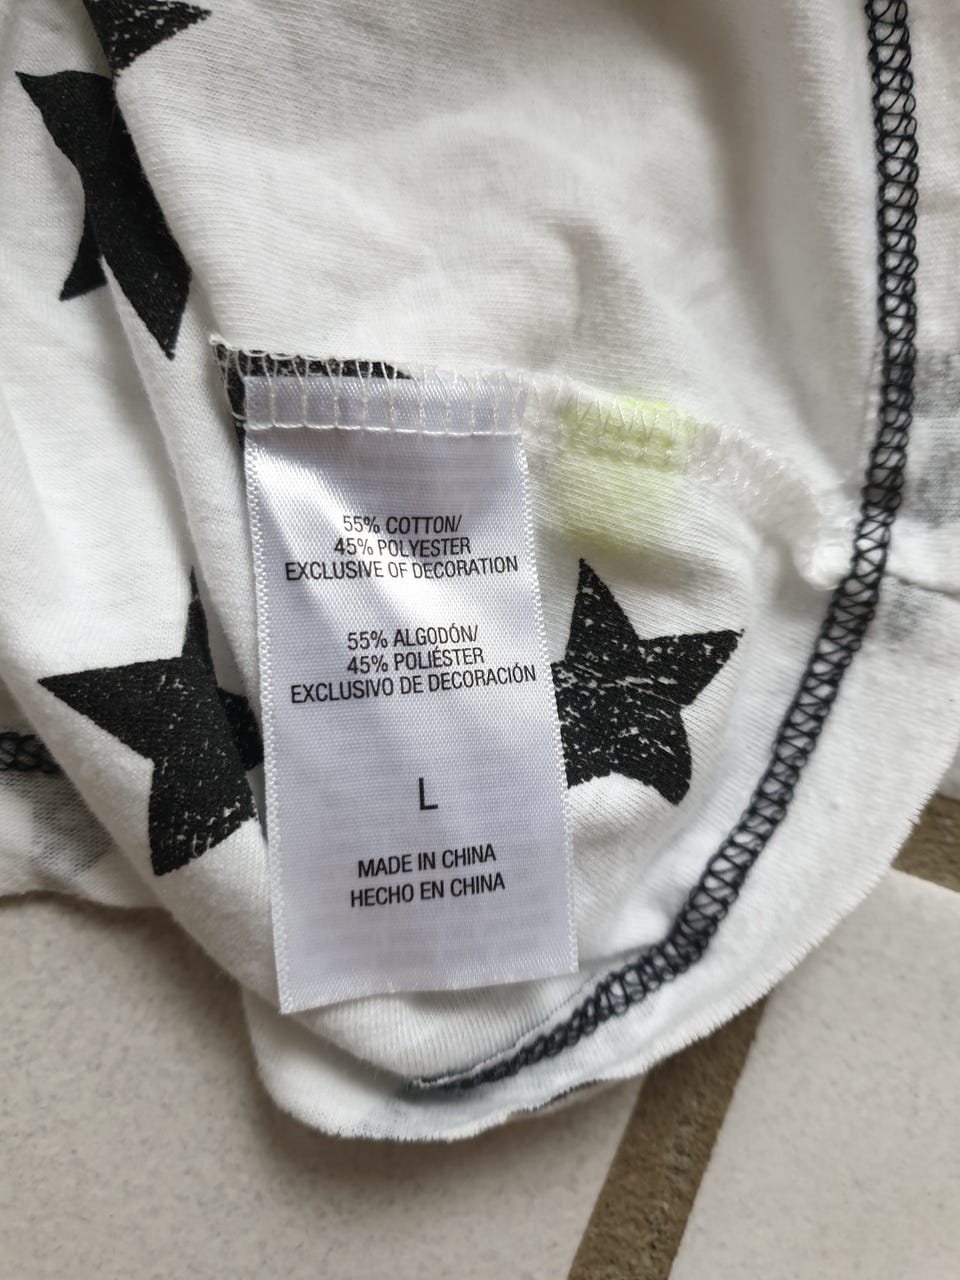 55% COTTON/
45% POLYESTER
EXCLUSIVE OF DECORATION
55% ALGODÓN/
45% POLIÉSTER
EXCLUSIVO DE DECORACIÓN
L
MADE IN CHINA
HECHO EN CHINA